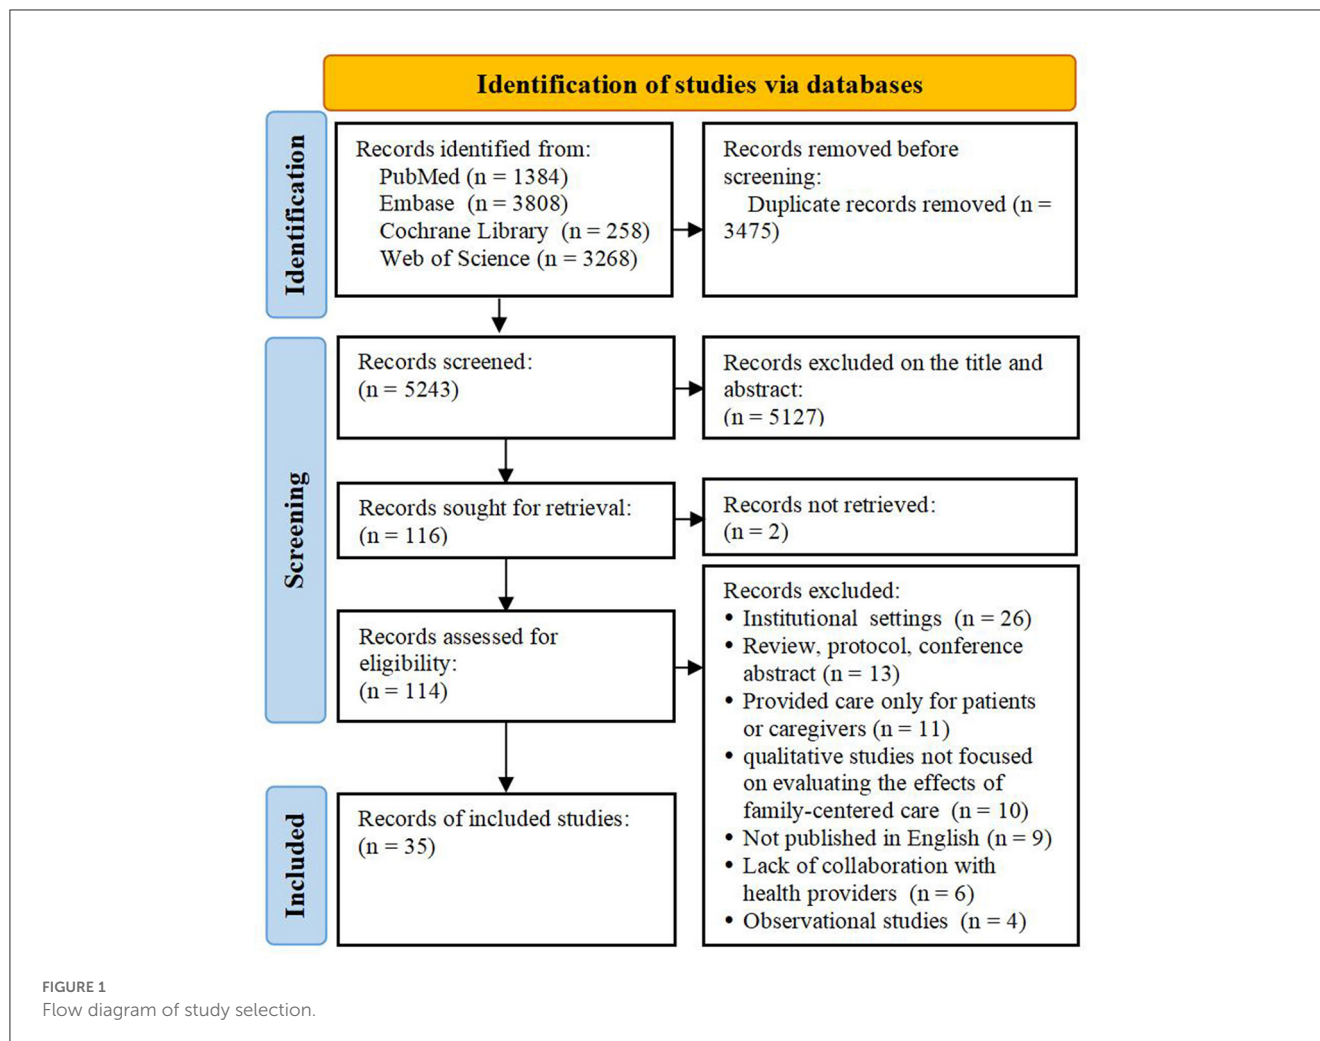 Identification of studies via databases
Identification
Records identified from:
PubMed (n = 1384)
Embase (n = 3808)
Cochrane Library (n = 258)
Web of Science (n = 3268)
Records removed before
screening:
Duplicate records removed (n =
3475)
Screening
Records screened:
(n = 5243)
Records excluded on the title and
abstract:
(n = 5127)
Records sought for retrieval:
(n = 116)
Records not retrieved:
(n = 2)
Records assessed for
eligibility:
(n = 114)
Records excluded:
• Institutional settings (n = 26)
• Review, protocol, conference
abstract (n = 13)
• Provided care only for patients
or caregivers (n = 11)
• qualitative studies not focused
on evaluating the effects of
family-centered care (n = 10)
• Not published in English (n = 9)
• Lack of collaboration with
health providers (n = 6)
• Observational studies (n = 4)
Included
Records of included studies:
(n = 35)
FIGURE 1
Flow diagram of study selection.